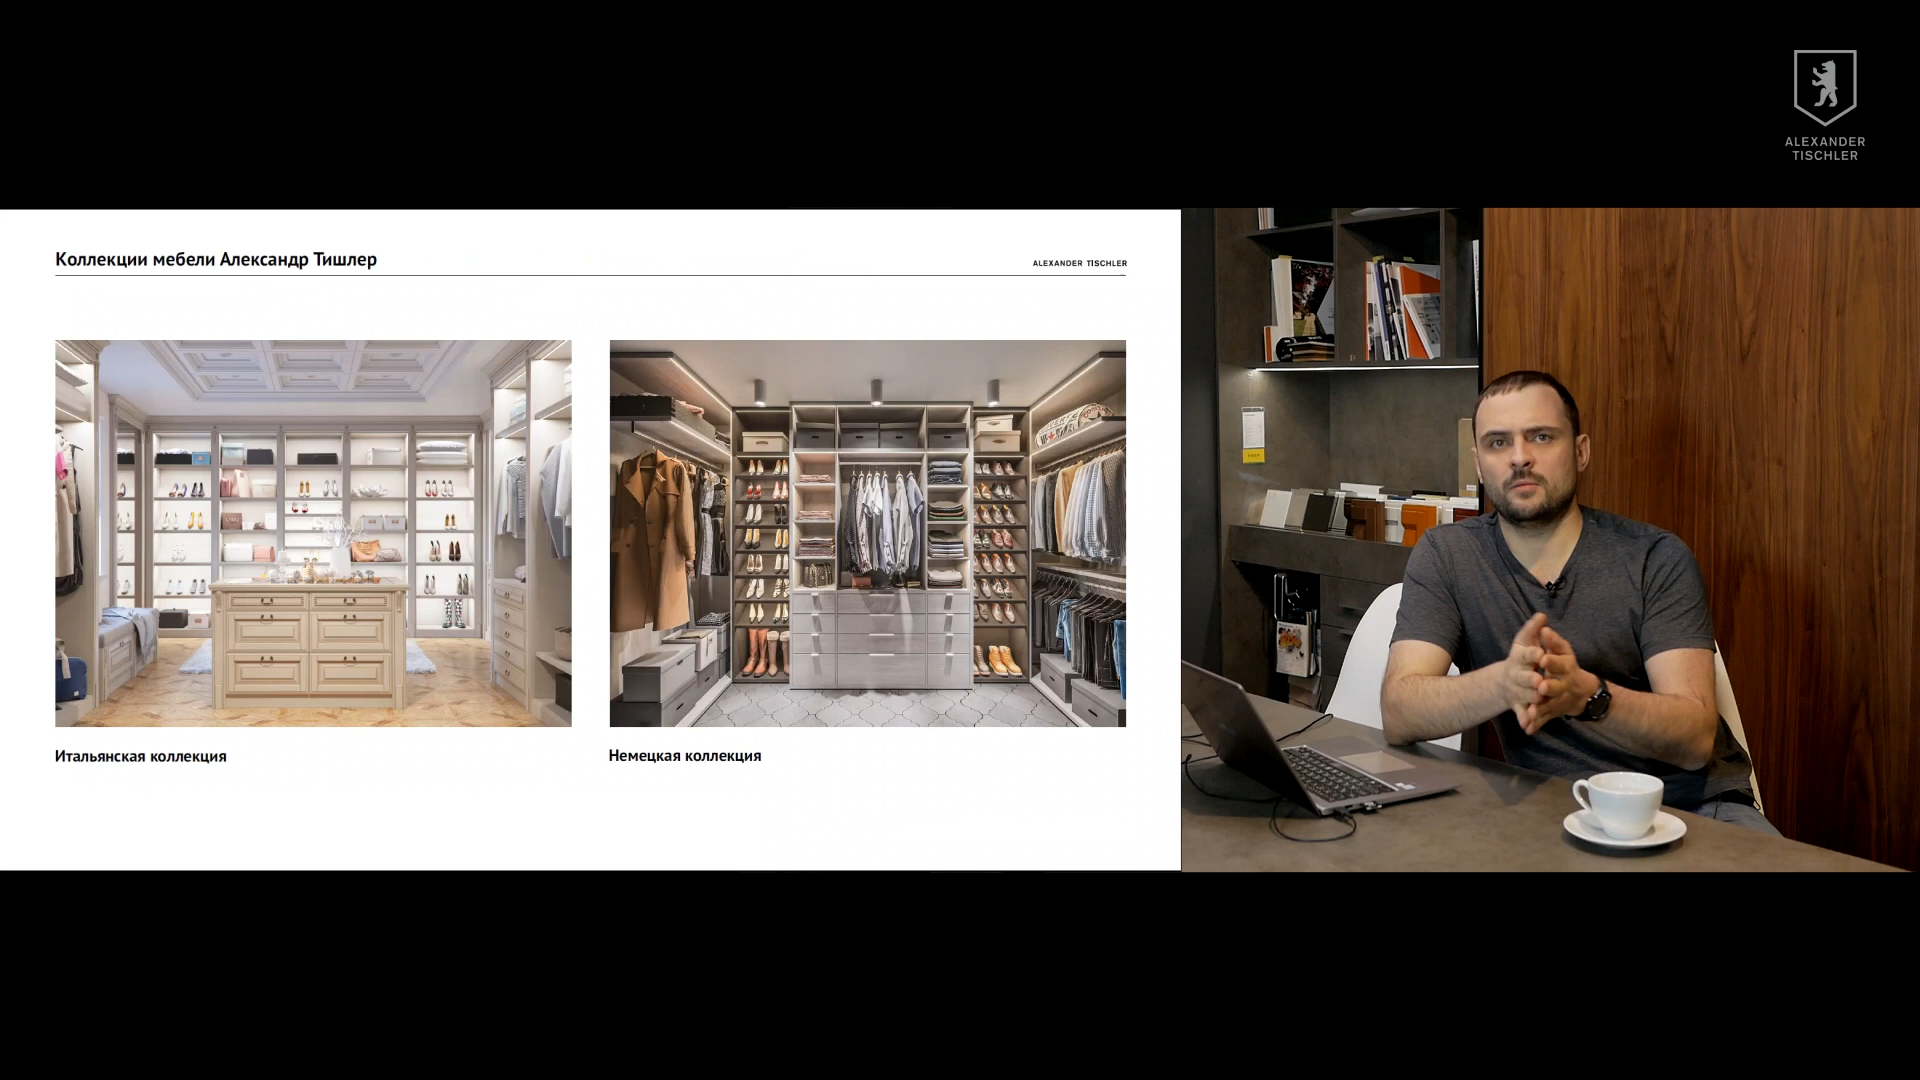 ALEXANDER
TISCHLER
Коллекции мебели Александр Тишлер
ALEXANDER TISCHLER
Итальянская коллекция
Немецкая коллекция